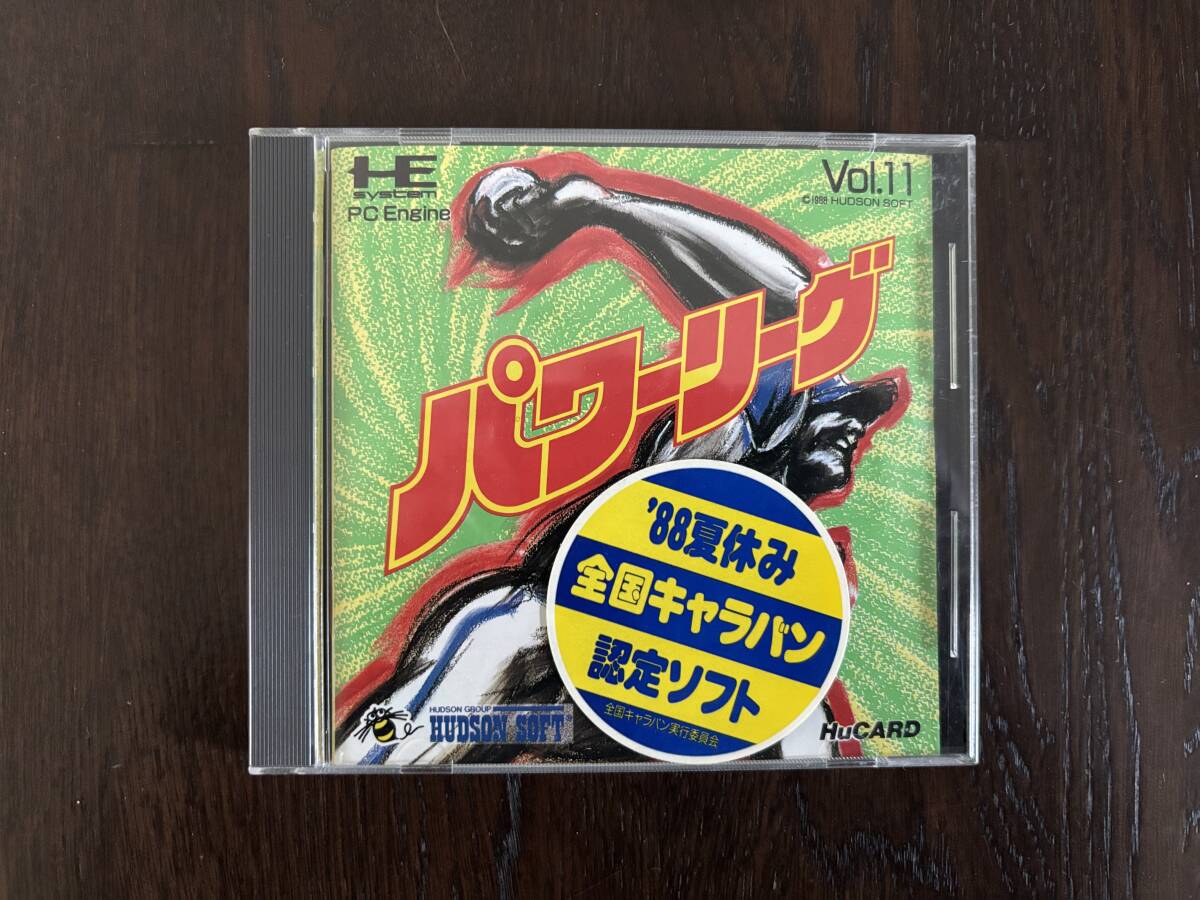 HE
system
PC Engine
Vol.11
©1988 HUDSON SOFT
パワーリーグ
'88夏休み
全国キャラバン
認定ソフト
全国キャラバン実行委員会
HUDSON GROUP
HUDSON SOFT
HuCARD